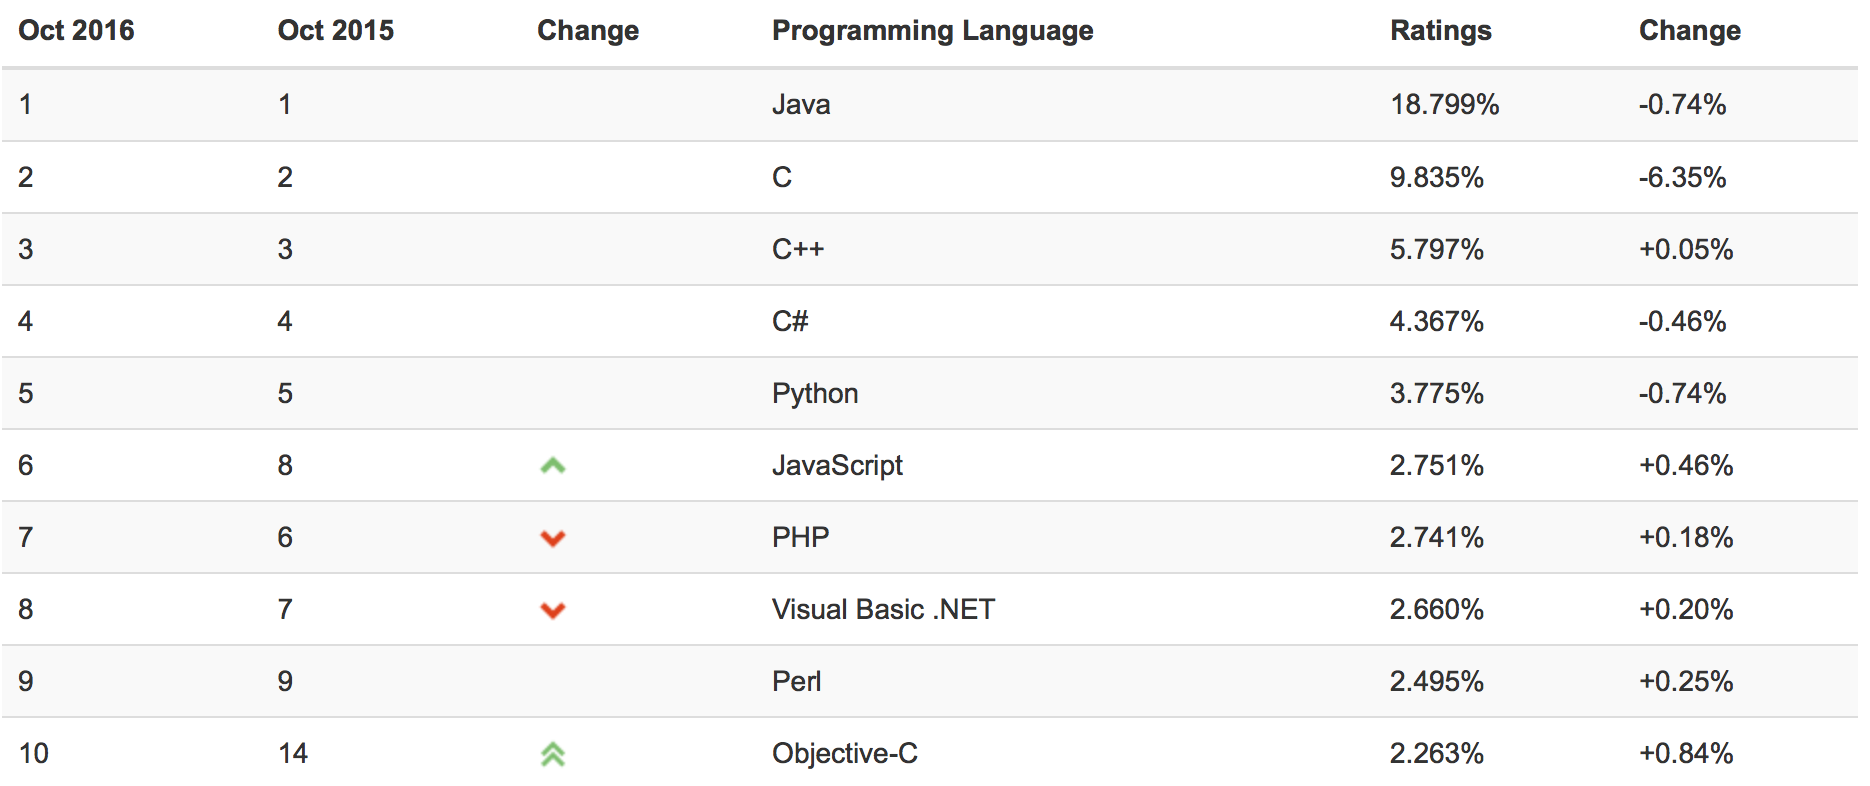 Oct 2016 Oct 2015 Change Programming Language Ratings Change
1 1 Java 18.799% -0.74%
2 2 C 9.835% -6.35%
3 3 C++ 5.797% +0.05%
4 4 C# 4.367% -0.46%
5 5 Python 3.775% -0.74%
6 8 JavaScript 2.751% +0.46%
7 6 PHP 2.741% +0.18%
8 7 Visual Basic .NET 2.660% +0.20%
9 9 Perl 2.495% +0.25%
10 14 Objective-C 2.263% +0.84%